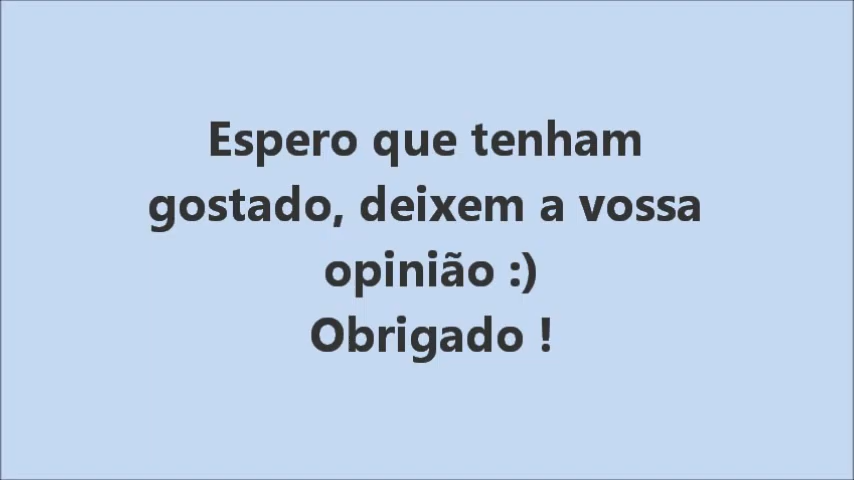 Espero que tenham
gostado, deixem a vossa
opinião :)
Obrigado !